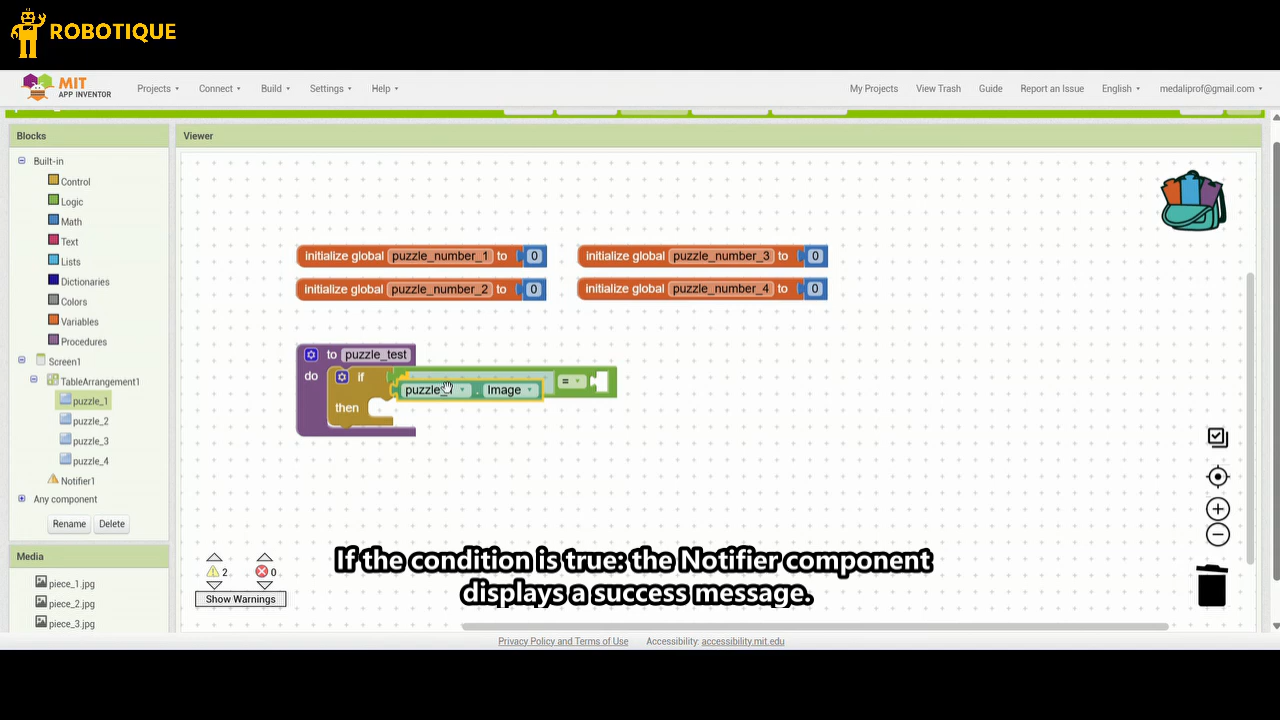 ROBOTIQUE
MIT
APP INVENTOR
Projects
Connect
Build
Settings
Help
My Projects
View Trash
Guide
Report an Issue
English
medaliprof@gmail.com
Blocks
Viewer
Built-in
Control
Logic
Math
Text
Lists
Dictionaries
Colors
Variables
Procedures
Screen1
TableArrangement1
puzzle_1
puzzle_2
puzzle_3
puzzle_4
Notifier1
Any component
Rename Delete
Media
piece_1.jpg
piece_2.jpg
piece_3.jpg
initialize global puzzle_number_1 to 0
initialize global puzzle_number_3 to 0
initialize global puzzle_number_2 to 0
initialize global puzzle_number_4 to 0
to puzzle_test
do if
=
. Image
then
2 0
Show Warnings
If the condition is true: the Notifier component
displays a success message.
Privacy Policy and Terms of Use Accessibility: accessibility.mit.edu